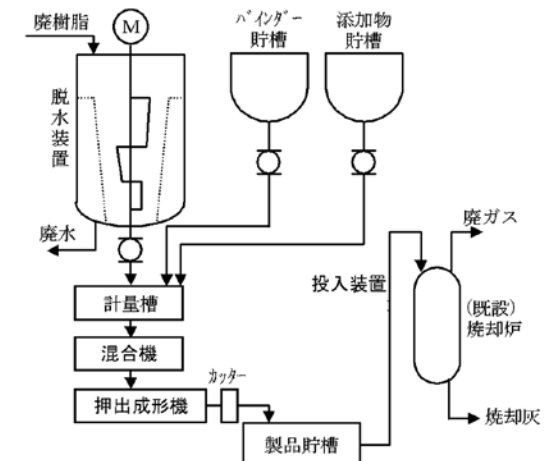 廃樹脂
M
バインダー
貯槽
添加物
貯槽
脱水装置
廃水
廃ガス
投入装置
(既設)
焼却炉
計量槽
混合機
カッター
押出成形機
焼却灰
製品貯槽